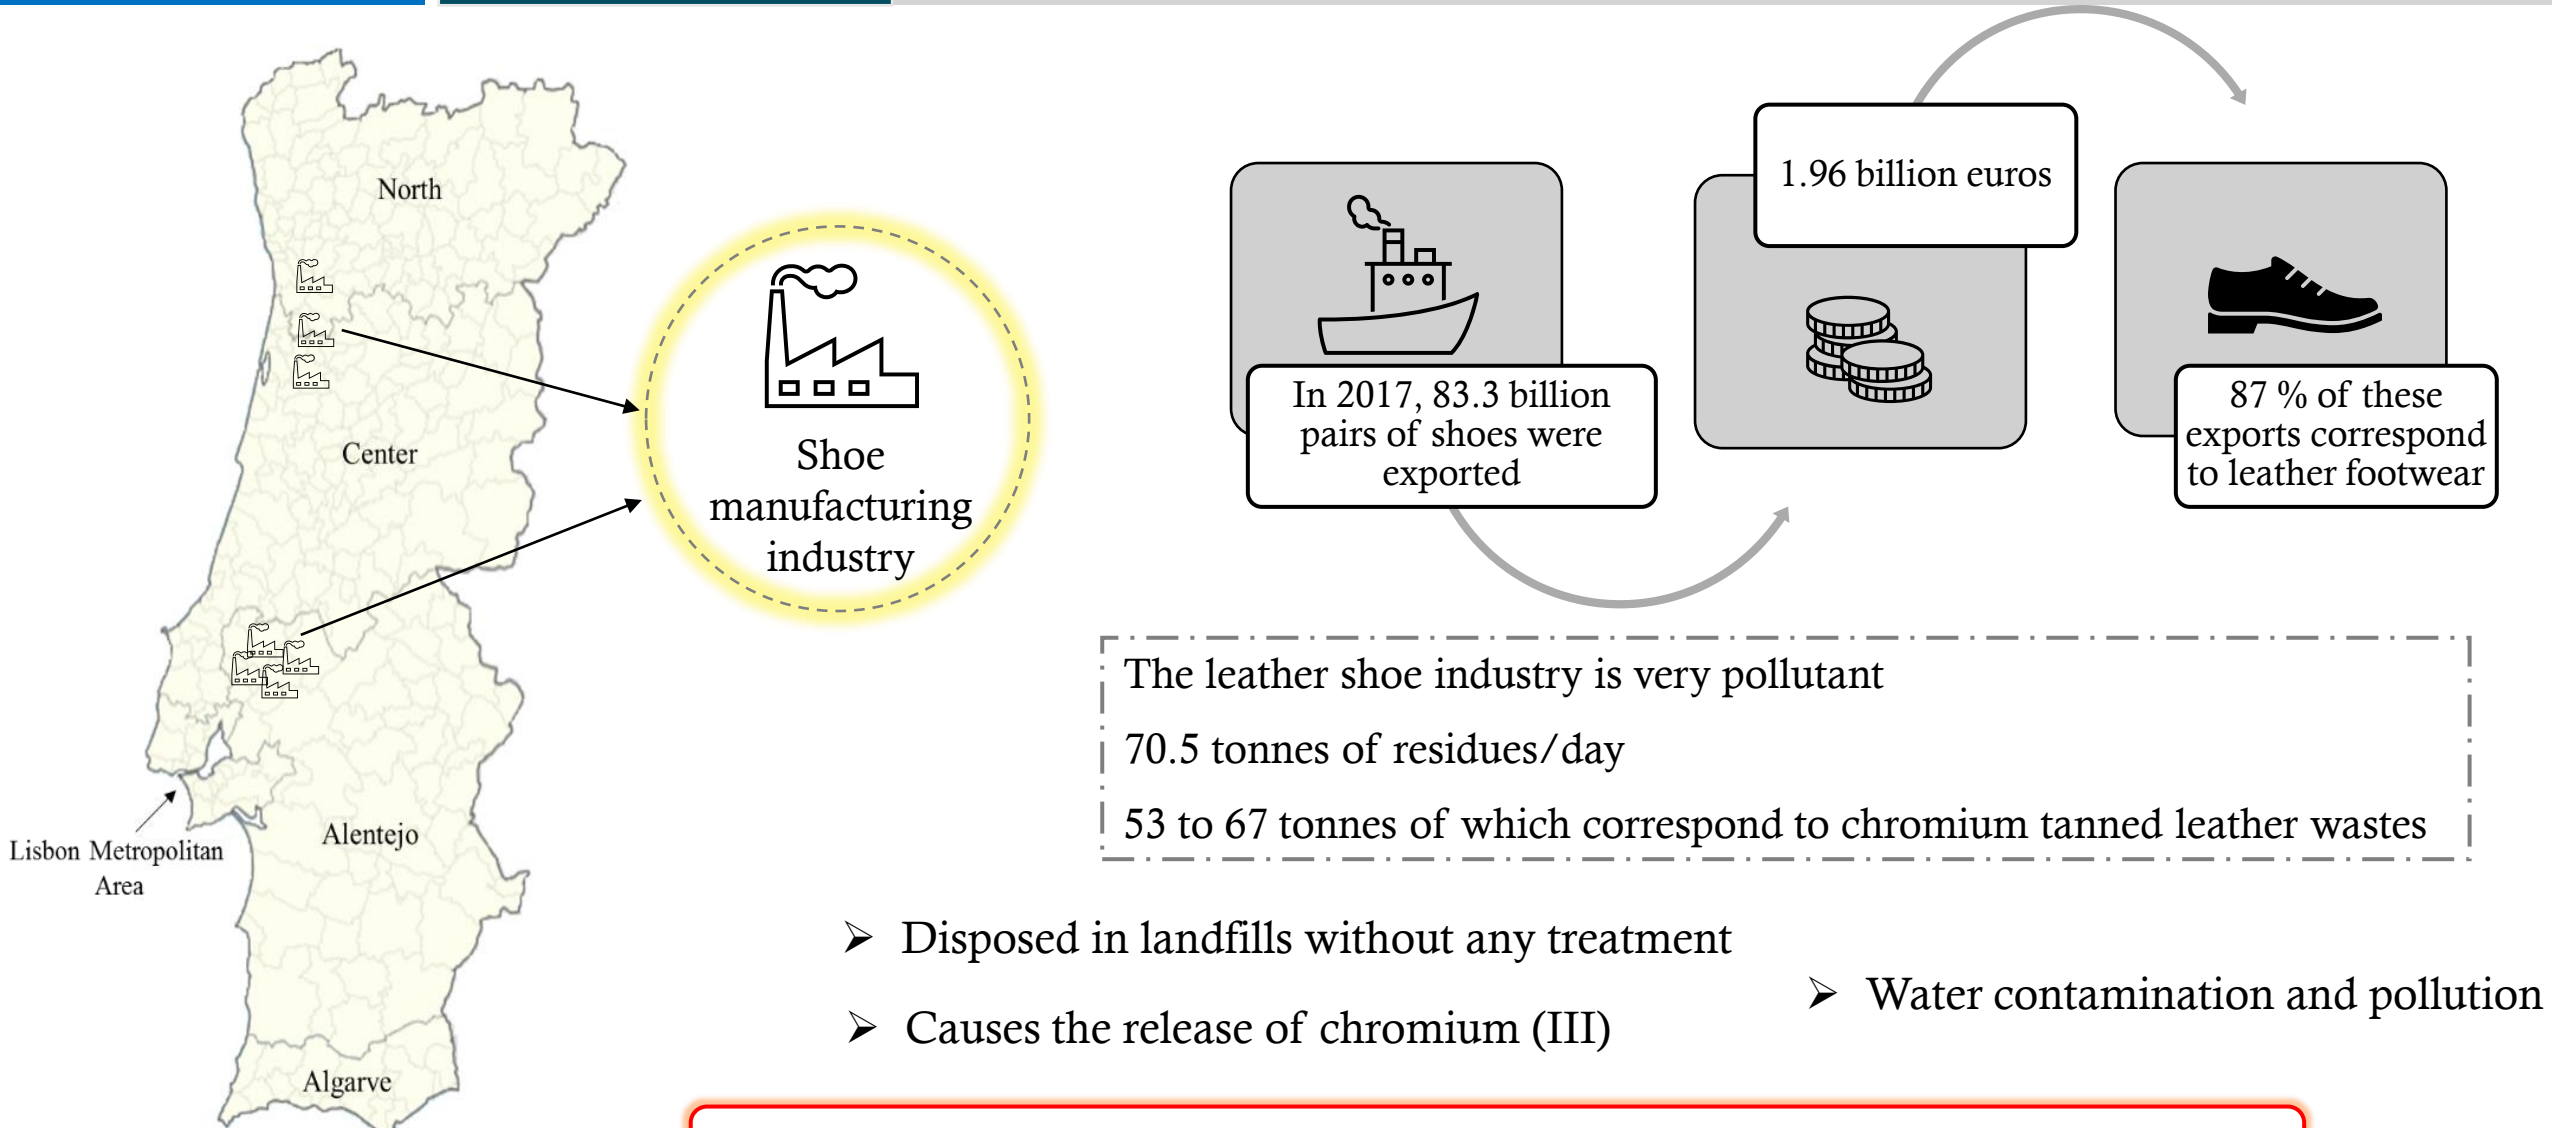 North
Center
Lisbon Metropolitan
Area
Alentejo
Algarve
Shoe
manufacturing
industry
In 2017, 83.3 billion
pairs of shoes were
exported
1.96 billion euros
87 % of these
exports correspond
to leather footwear
The leather shoe industry is very pollutant
70.5 tonnes of residues/day
53 to 67 tonnes of which correspond to chromium tanned leather wastes
➢ Disposed in landfills without any treatment
➢ Causes the release of chromium (III)
➢ Water contamination and pollution